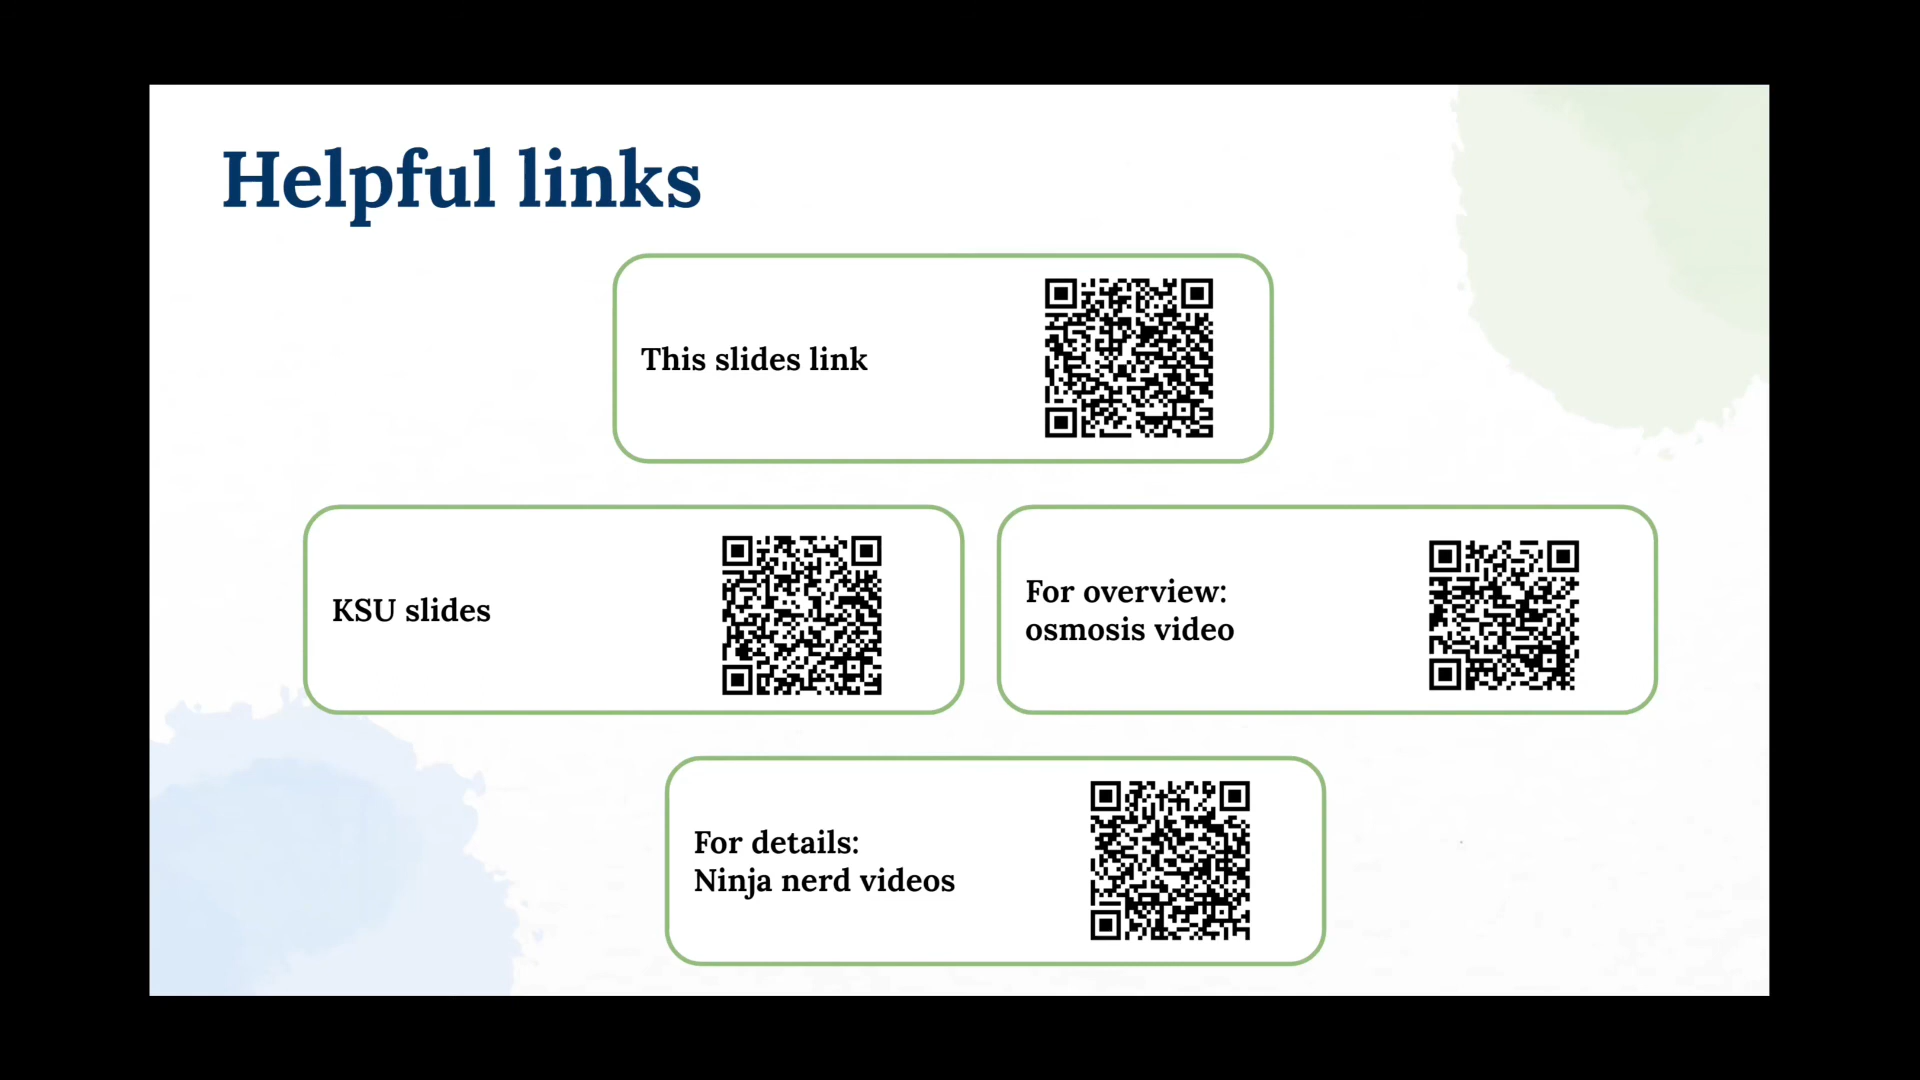 Helpful links
This slides link
KSU slides
For overview:
osmosis video
For details:
Ninja nerd videos